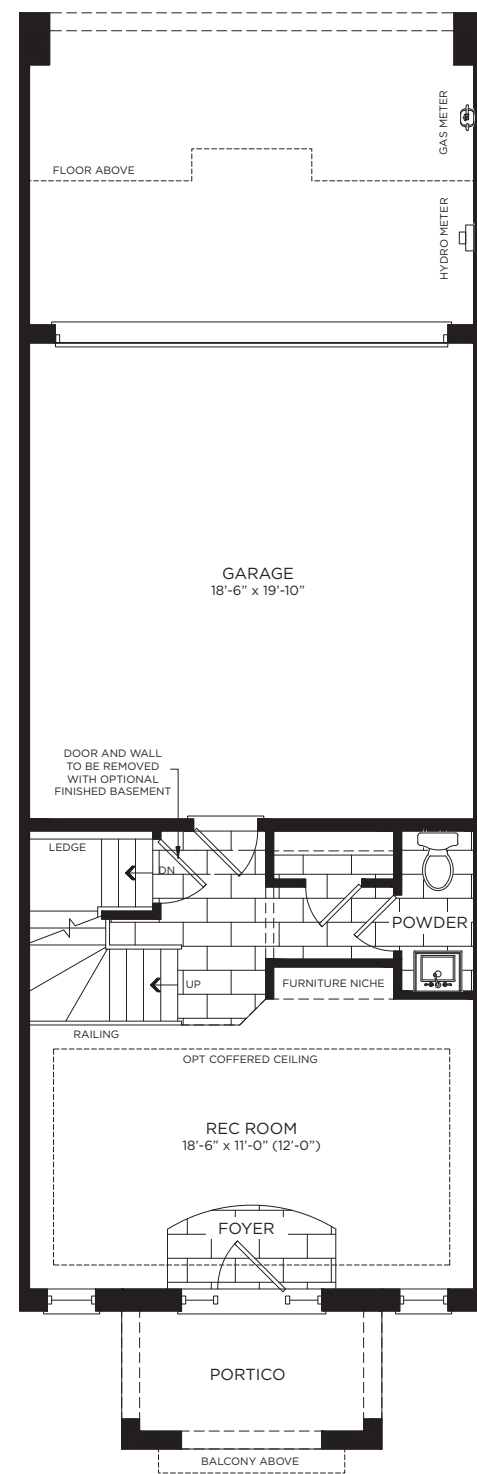 GAS METER
FLOOR ABOVE
HYDRO METER
GARAGE
18'-6" x 19'-10"
DOOR AND WALL
TO BE REMOVED
WITH OPTIONAL
FINISHED BASEMENT
LEDGE
DN
POWDER
UP
FURNITURE NICHE
RAILING
OPT COFFERED CEILING
REC ROOM
18'-6" x 11'-0" (12'-0")
FOYER
PORTICO
BALCONY ABOVE